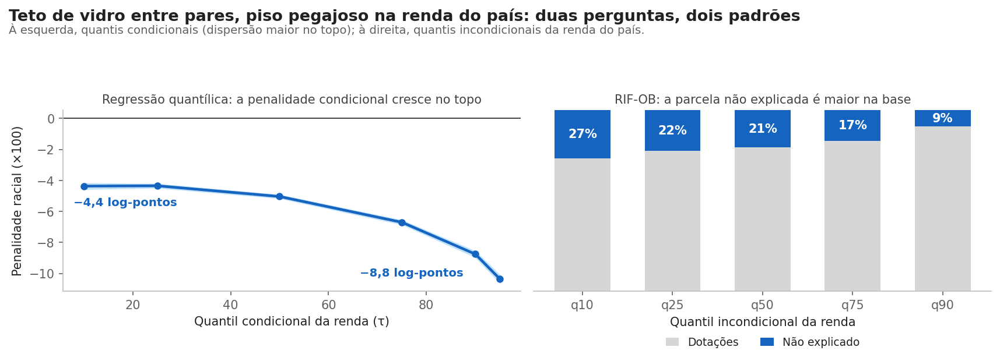 Teto de vidro entre pares, piso pegajoso na renda do país: duas perguntas, dois padrões
À esquerda, quantis condicionais (dispersão maior no topo); à direita, quantis incondicionais da renda do país.
Regressão quantílica: a penalidade condicional cresce no topo
Penalidade racial (×100)
0
−2
−4
−6
−8
−10
−4,4 log-pontos
−8,8 log-pontos
20
40
60
80
Quantil condicional da renda (τ)
RIF-OB: a parcela não explicada é maior na base
27%
22%
21%
17%
9%
q10
q25
q50
q75
q90
Quantil incondicional da renda
Dotações
Não explicado